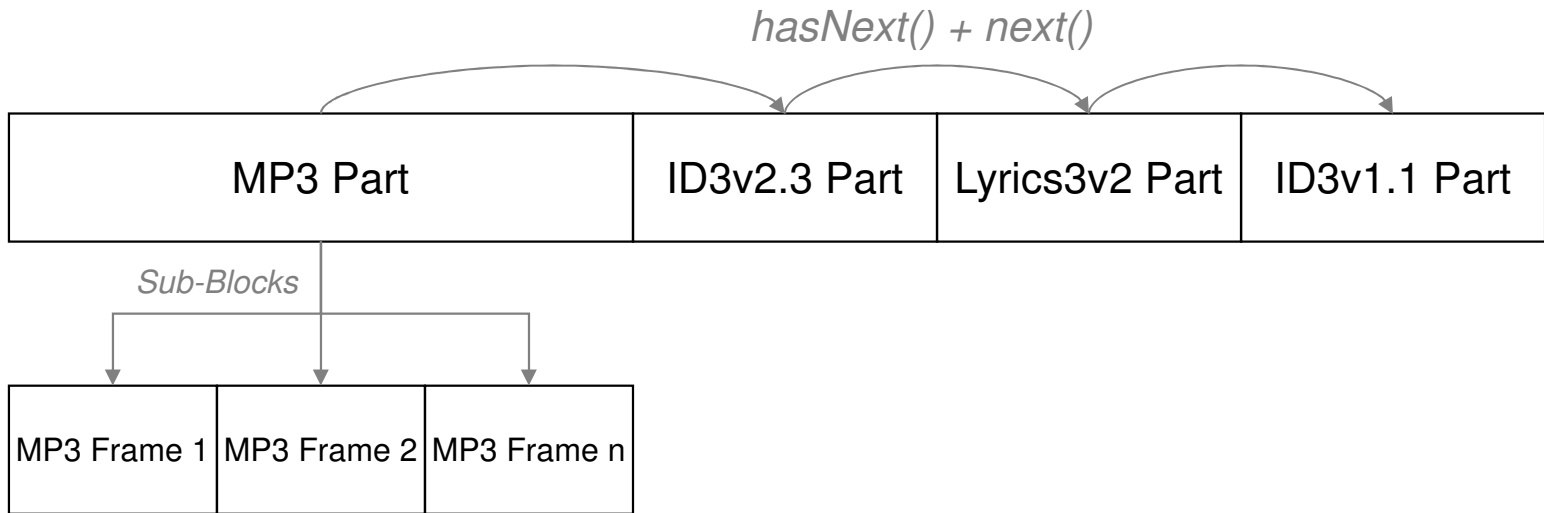 hasNext() + next()
MP3 Part
ID3v2.3 Part
Lyrics3v2 Part
ID3v1.1 Part
Sub-Blocks
MP3 Frame 1
MP3 Frame 2
MP3 Frame n